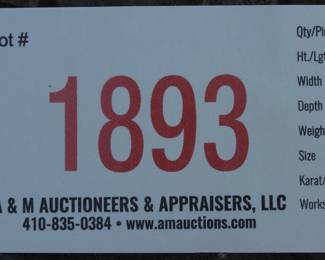 ot #
1893
A & M AUCTIONEERS & APPRAISERS, LLC
410-835-0384 • www.amauctions.com
Qty/Pi
Ht./Lgt
Width
Depth
Weigh
Size
Karat/
Works